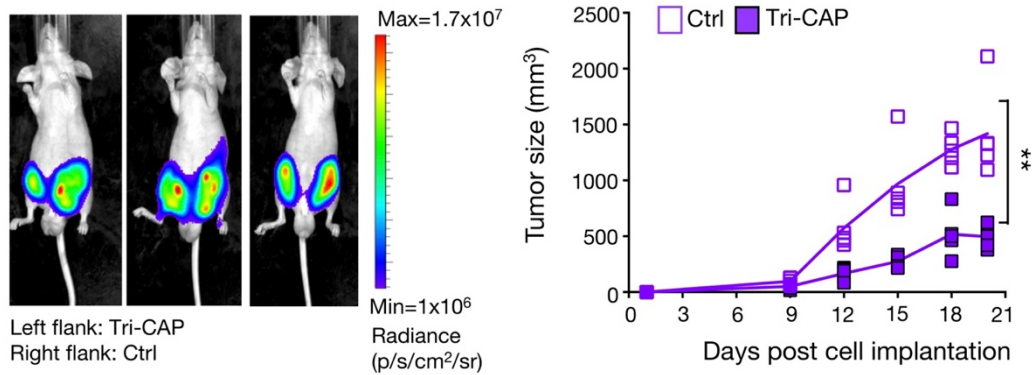 Max=1.7x10⁷
Min=1x10⁶
Radiance
(p/s/cm²/sr)
Left flank: Tri-CAP
Right flank: Ctrl
Ctrl Tri-CAP
Tumor size (mm³)
2500
2000
1500
1000
500
0
0 3 6 9 12 15 18 21
Days post cell implantation
**